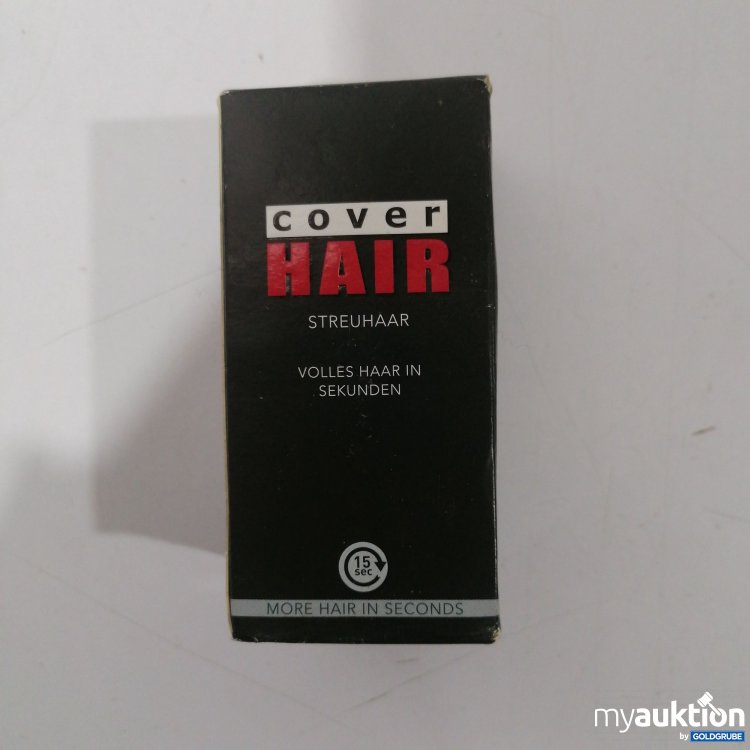 cover
HAIR
STREUHAAR
VOLLES HAAR IN
SEKUNDEN
15
sec
MORE HAIR IN SECONDS
myauktion
by GOLDGRUBE